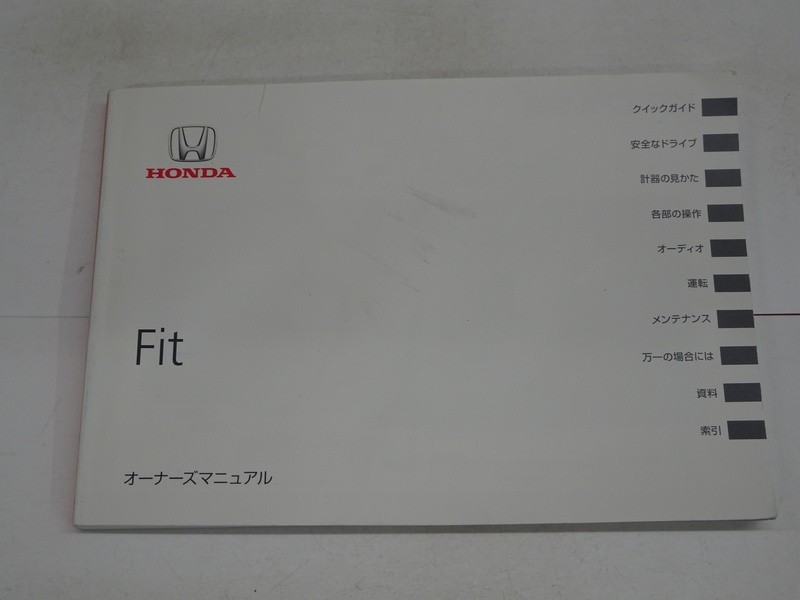 HONDA
Fit
オーナーズマニュアル
クイックガイド
安全なドライブ
計器の見かた
各部の操作
オーディオ
運転
メンテナンス
万一の場合には
資料
索引